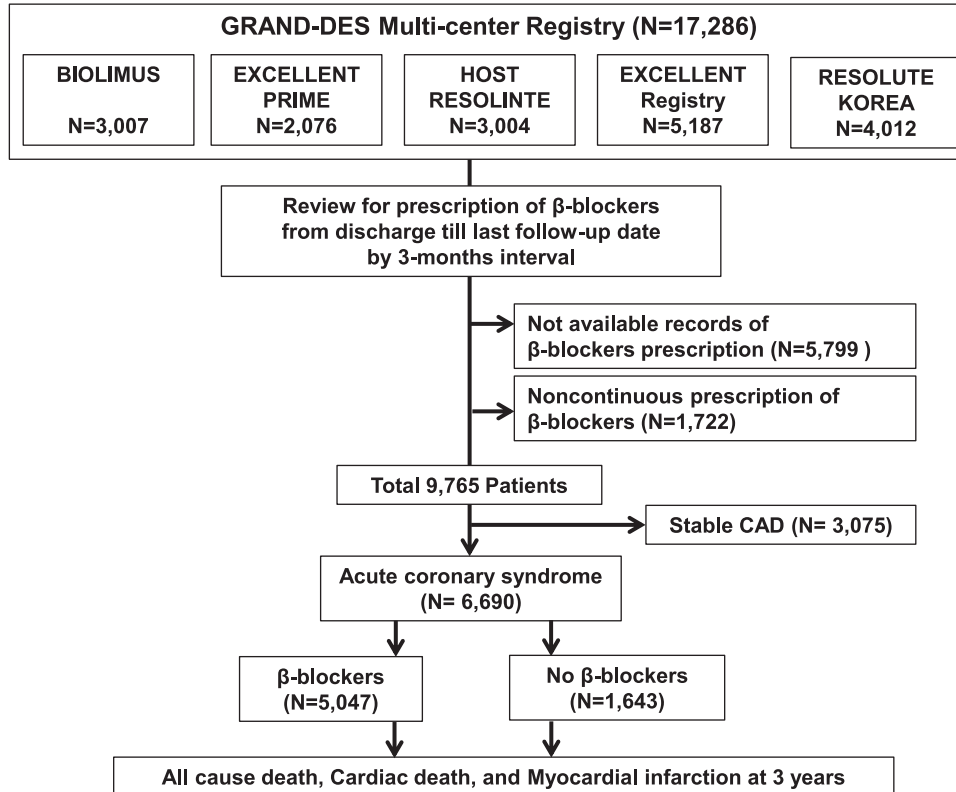 GRAND-DES Multi-center Registry (N=17,286)
BIOLIMUS
N=3,007
EXCELLENT
PRIME
N=2,076
HOST
RESOLINTE
N=3,004
EXCELLENT
Registry
N=5,187
RESOLUTE
KOREA
N=4,012
Review for prescription of β-blockers
from discharge till last follow-up date
by 3-months interval
Not available records of
β-blockers prescription (N=5,799 )
Noncontinuous prescription of
β-blockers (N=1,722)
Total 9,765 Patients
Stable CAD (N= 3,075)
Acute coronary syndrome
(N= 6,690)
β-blockers
(N=5,047)
No β-blockers
(N=1,643)
All cause death, Cardiac death, and Myocardial infarction at 3 years